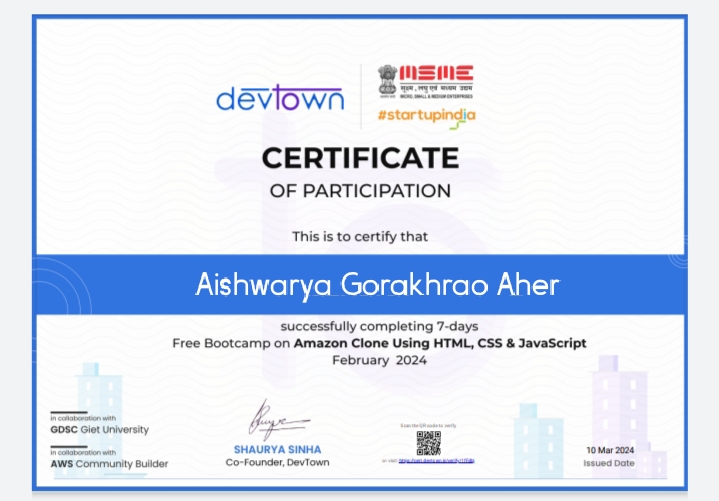 devtown
MSME
सूक्ष्म, लघु एवं मध्यम उद्यम
MICRO, SMALL & MEDIUM ENTERPRISES
#startupindia
CERTIFICATE
OF PARTICIPATION
This is to certify that
Aishwarya Gorakhrao Aher
successfully completing 7-days
Free Bootcamp on Amazon Clone Using HTML, CSS & JavaScript
February 2024
in collaboration with
GDSC Giet University
in collaboration with
AWS Community Builder
SHAURYA SINHA
Co-Founder, DevTown
Scan the QR code to verify
or visit
10 Mar 2024
Issued Date